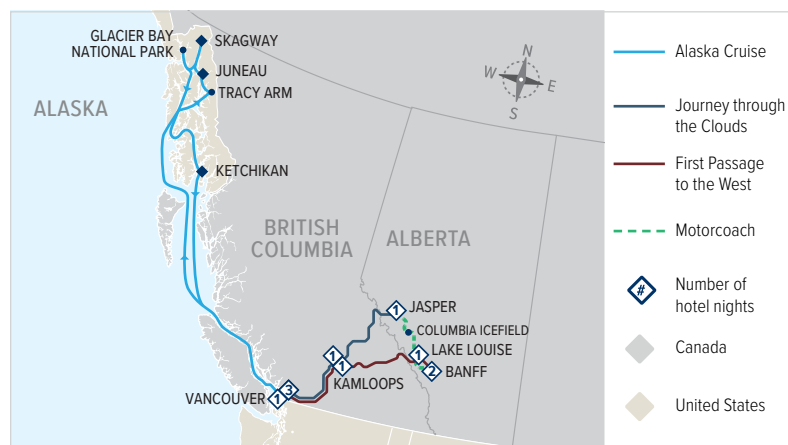 GLACIER BAY
NATIONAL PARK
SKAGWAY
JUNEAU
TRACY ARM
ALASKA
KETCHIKAN
BRITISH
COLUMBIA
ALBERTA
1
JASPER
COLUMBIA ICEFIELD
1
1
LAKE LOUISE
1
2
BANFF
KAMLOOPS
3
VANCOUVER
1
N
W
E
S
Alaska Cruise
Journey through
the Clouds
First Passage
to the West
Motorcoach
#
Number of
hotel nights
Canada
United States